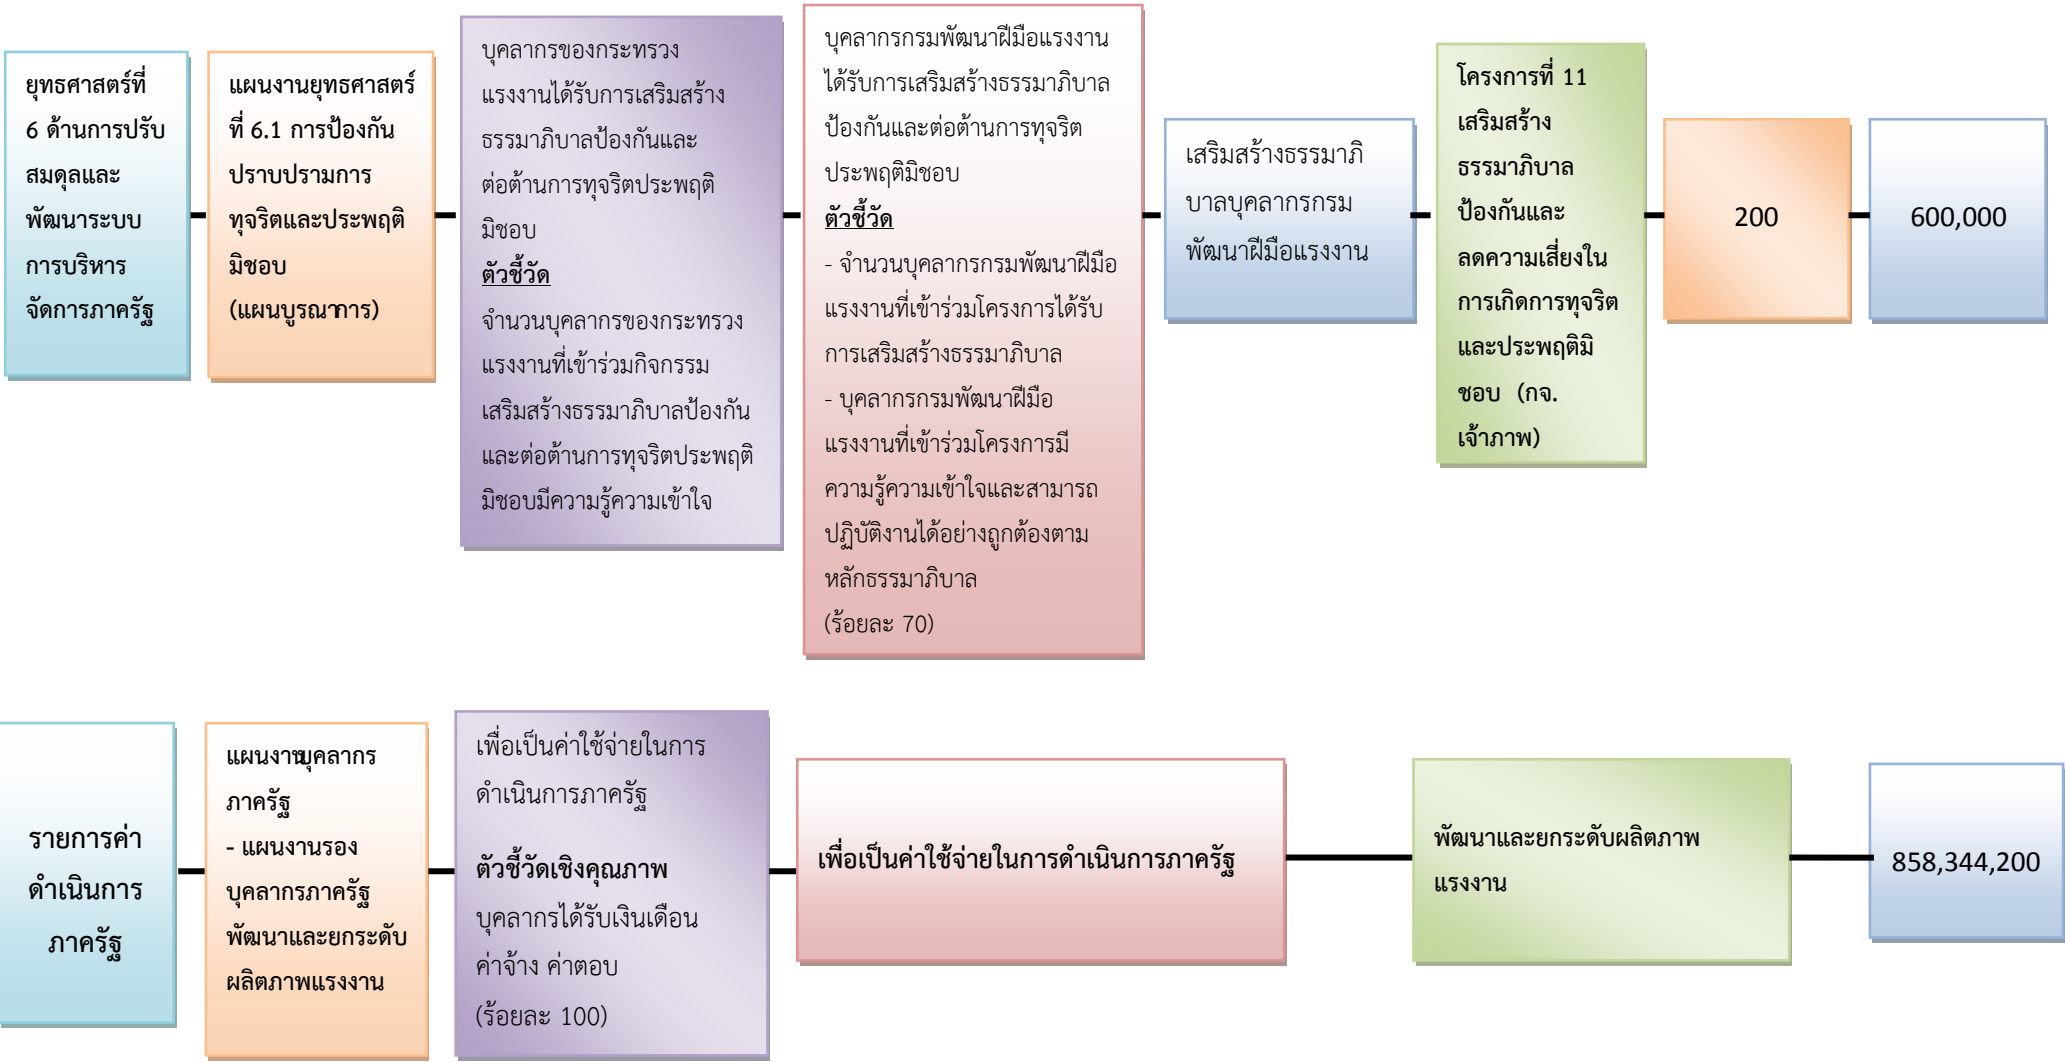 ยุทธศาสตร์ที่
6 ด้านการปรับ
สมดุลและ
พัฒนาระบบ
การบริหาร
จัดการภาครัฐ
แผนงานยุทธศาสตร์
ที่ 6.1 การป้องกัน
ปราบปรามการ
ทุจริตและประพฤติ
มิชอบ
(แผนบูรณาการ)
บุคลากรของกระทรวง
แรงงานได้รับการเสริมสร้าง
ธรรมาภิบาลป้องกันและ
ต่อต้านการทุจริตประพฤติ
มิชอบ
ตัวชี้วัด
จำนวนบุคลากรของกระทรวง
แรงงานที่เข้าร่วมกิจกรรม
เสริมสร้างธรรมาภิบาลป้องกัน
และต่อต้านการทุจริตประพฤติ
มิชอบมีความรู้ความเข้าใจ
บุคลากรกรมพัฒนาฝีมือแรงงาน
ได้รับการเสริมสร้างธรรมาภิบาล
ป้องกันและต่อต้านการทุจริต
ประพฤติมิชอบ
ตัวชี้วัด
- จำนวนบุคลากรกรมพัฒนาฝีมือ
แรงงานที่เข้าร่วมโครงการได้รับ
การเสริมสร้างธรรมาภิบาล
- บุคลากรกรมพัฒนาฝีมือ
แรงงานที่เข้าร่วมโครงการมี
ความรู้ความเข้าใจและสามารถ
ปฏิบัติงานได้อย่างถูกต้องตาม
หลักธรรมาภิบาล
(ร้อยละ 70)
เสริมสร้างธรรมาภิ
บาลบุคลากรกรม
พัฒนาฝีมือแรงงาน
โครงการที่ 11
เสริมสร้าง
ธรรมาภิบาล
ป้องกันและ
ลดความเสี่ยงใน
การเกิดการทุจริต
และประพฤติมิ
ชอบ (กจ.
เจ้าภาพ)
200
600,000
รายการค่า
ดำเนินการ
ภาครัฐ
แผนงานบุคลากร
ภาครัฐ
- แผนงานรอง
บุคลากรภาครัฐ
พัฒนาและยกระดับ
ผลิตภาพแรงงาน
เพื่อเป็นค่าใช้จ่ายในการ
ดำเนินการภาครัฐ
ตัวชี้วัดเชิงคุณภาพ
บุคลากรได้รับเงินเดือน
ค่าจ้าง ค่าตอบ
(ร้อยละ 100)
เพื่อเป็นค่าใช้จ่ายในการดำเนินการภาครัฐ
พัฒนาและยกระดับผลิตภาพ
แรงงาน
858,344,200